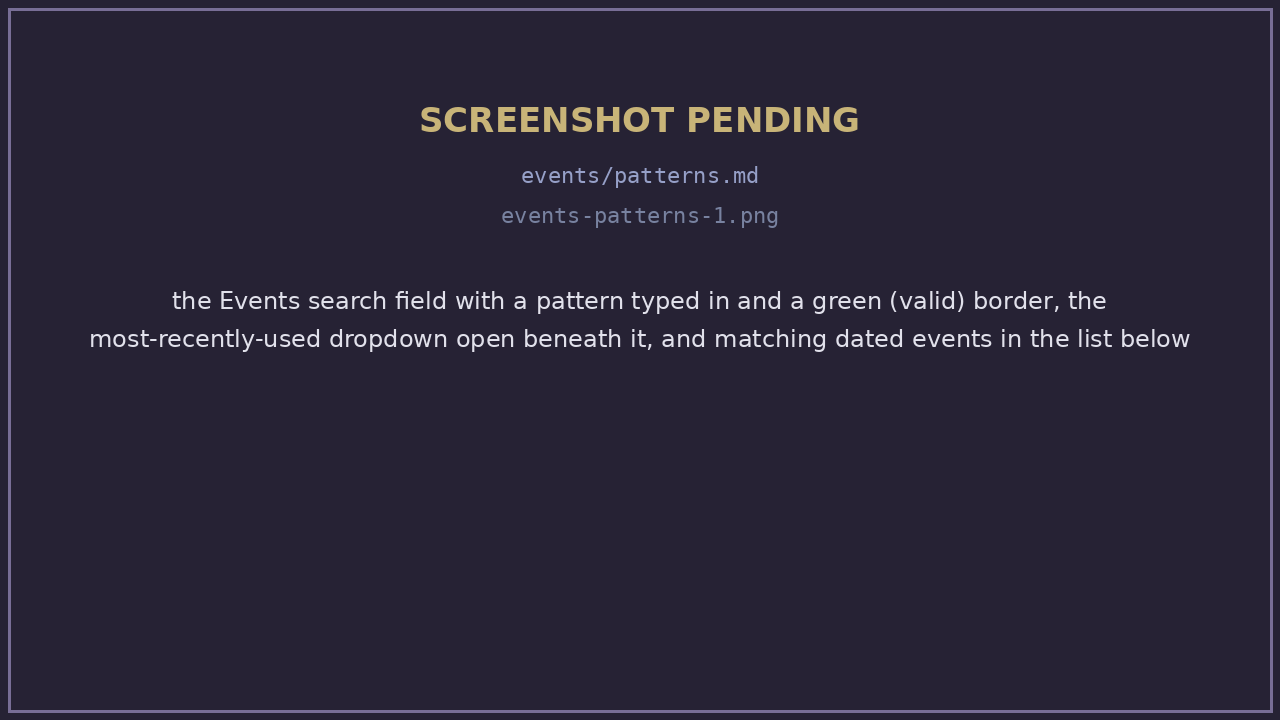 SCREENSHOT PENDING
events/patterns.md
events-patterns-1.png
the Events search field with a pattern typed in and a green (valid) border, the
most-recently-used dropdown open beneath it, and matching dated events in the list below